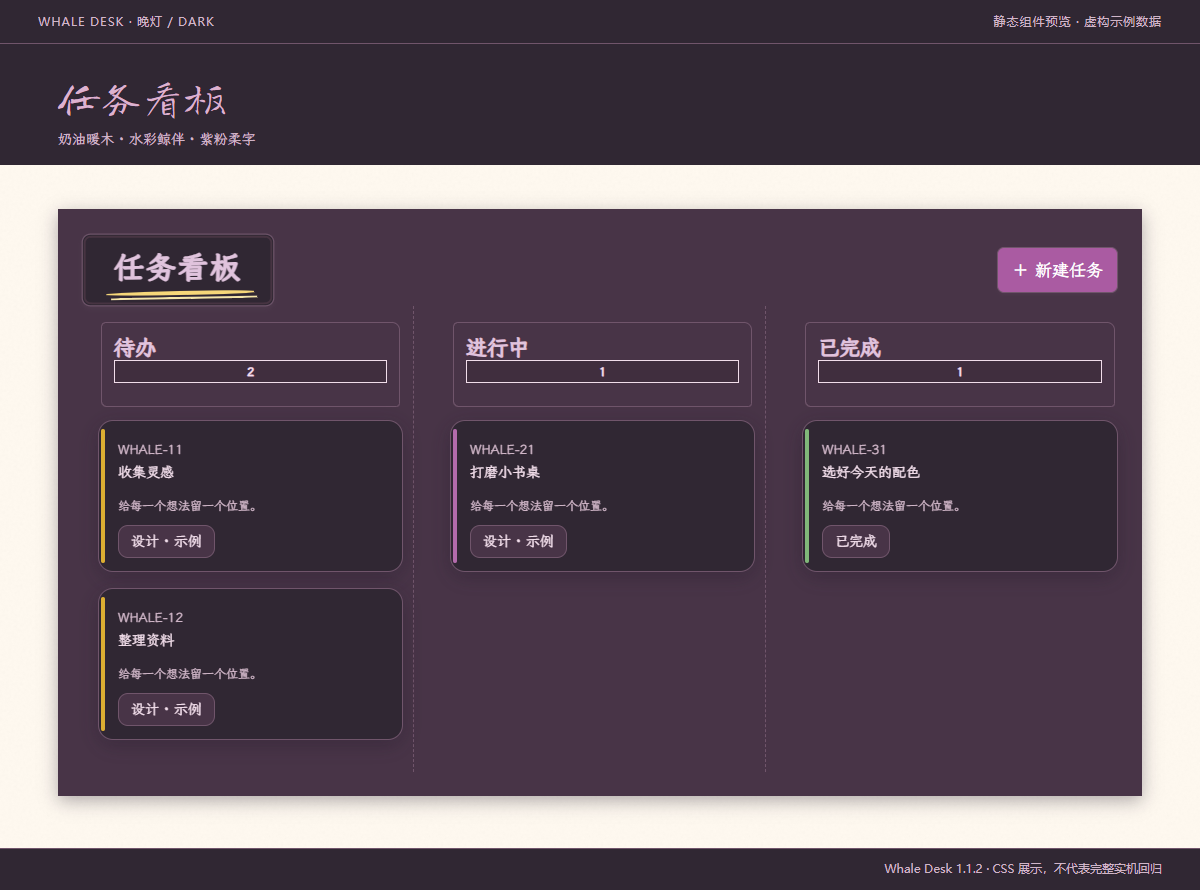 WHALE DESK · 晚灯 / DARK
静态组件预览 · 虚构示例数据
任务看板
奶油暖木・水彩鲸伴・紫粉柔字
任务看板
＋ 新建任务
待办
2
WHALE-11
收集灵感
给每一个想法留一个位置。
设计・示例
WHALE-12
整理资料
给每一个想法留一个位置。
设计・示例
进行中
1
WHALE-21
打磨小书桌
给每一个想法留一个位置。
设计・示例
已完成
1
WHALE-31
选好今天的配色
给每一个想法留一个位置。
已完成
Whale Desk 1.1.2 · CSS 展示，不代表完整实机回归